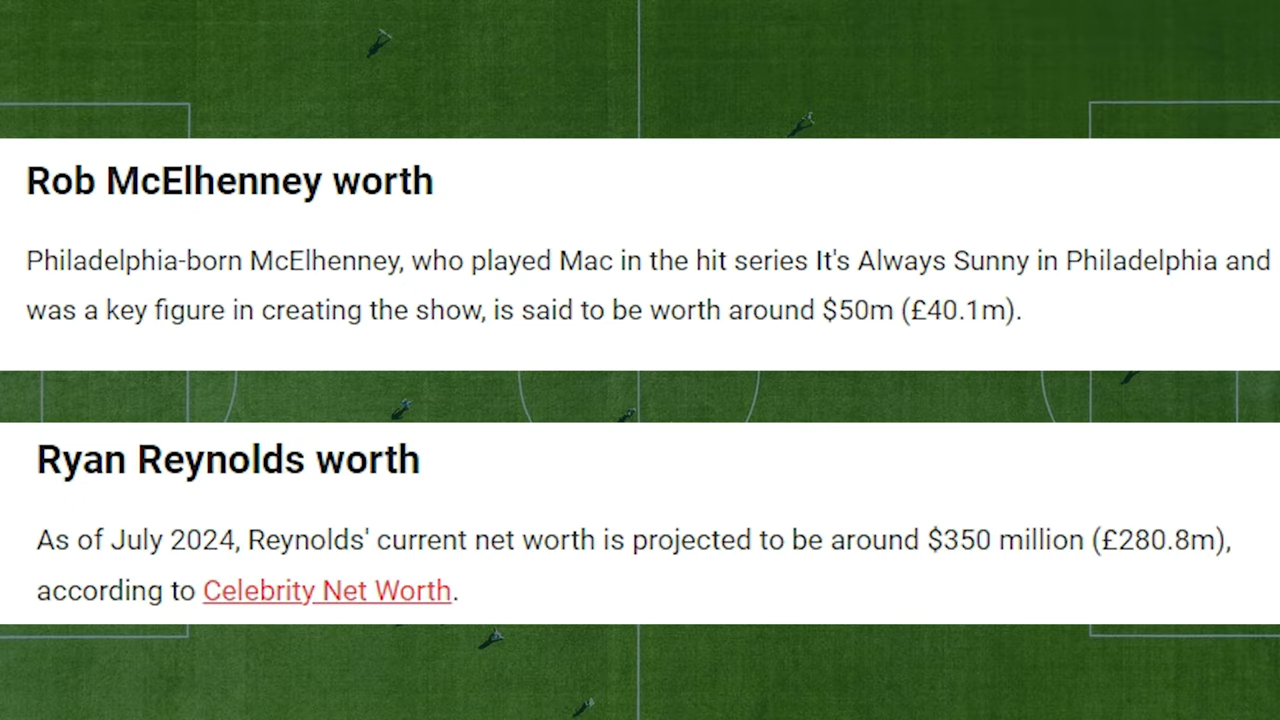 Rob McElhenney worth
Philadelphia-born McElhenney, who played Mac in the hit series It's Always Sunny in Philadelphia and
was a key figure in creating the show, is said to be worth around $50m (£40.1m).
Ryan Reynolds worth
As of July 2024, Reynolds' current net worth is projected to be around $350 million (£280.8m),
according to Celebrity Net Worth.